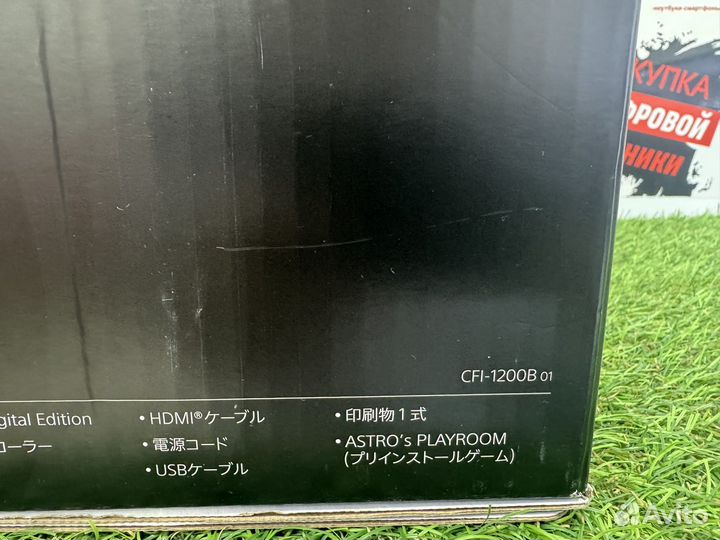 ноутбуки•смартфоны
КУПКА
РОВОЙ
НИКИ
CFI-1200B 01
gital Edition
ローラー
• HDMI®ケーブル
• 電源コード
• USBケーブル
• 印刷物1式
• ASTRO's PLAYROOM
(プリインストールゲーム)
Avito